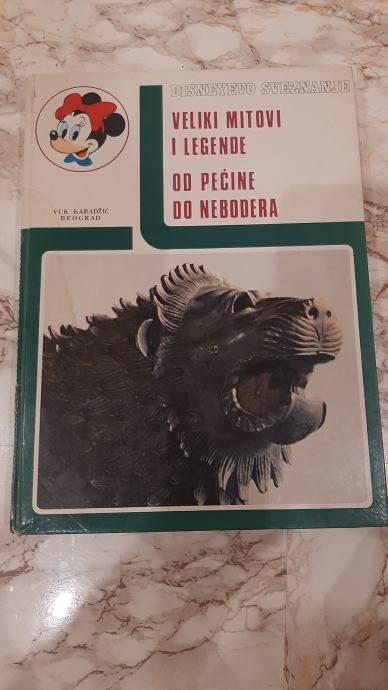 DISNEYEVO SVEZNANJE
VELIKI MITOVI
I LEGENDE
OD PEĆINE
DO NEBODERA
VUK KARADŽIĆ
BEOGRAD